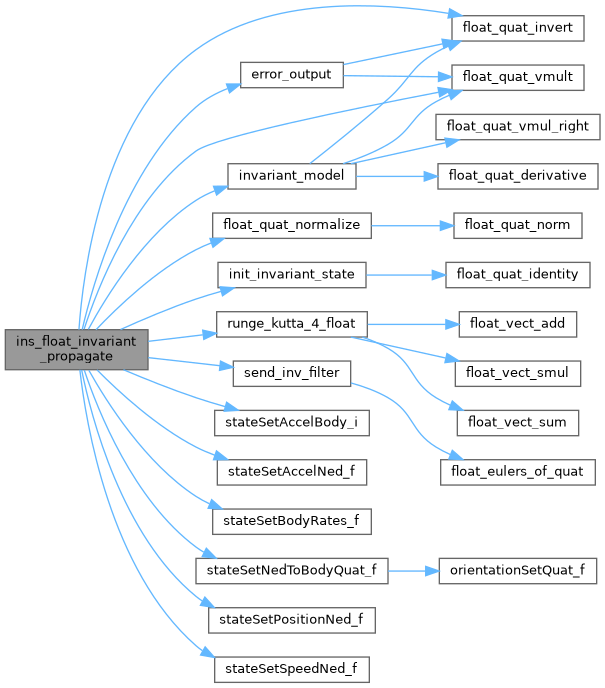 float_quat_invert
error_output
float_quat_vmult
float_quat_vmul_right
invariant_model
float_quat_derivative
float_quat_normalize
float_quat_norm
init_invariant_state
float_quat_identity
runge_kutta_4_float
float_vect_add
ins_float_invariant
_propagate
send_inv_filter
float_vect_smul
stateSetAccelBody_i
float_vect_sum
stateSetAccelNed_f
float_eulers_of_quat
stateSetBodyRates_f
stateSetNedToBodyQuat_f
orientationSetQuat_f
stateSetPositionNed_f
stateSetSpeedNed_f